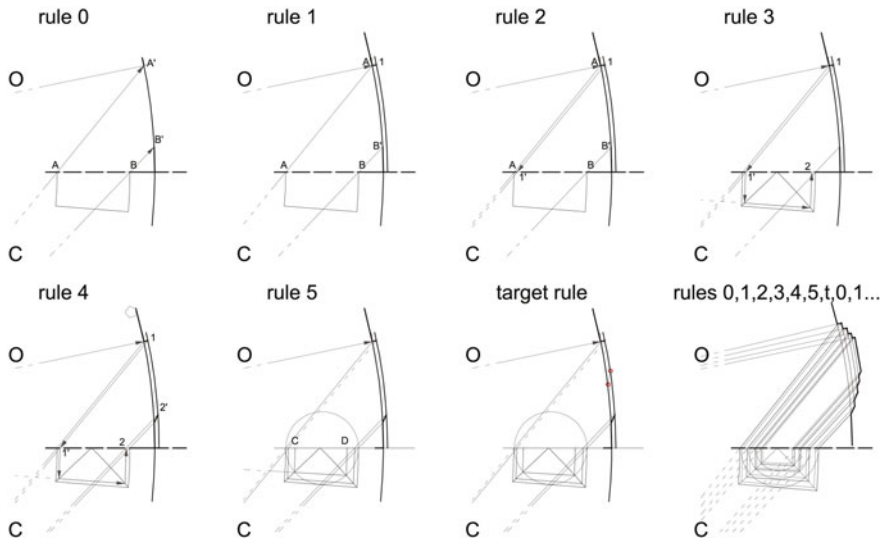 rule 0
rule 1
rule 2
rule 3
O
A'
B'
A
B
C
O
A'
1
B'
A
B
C
O
A'
1
B'
A
1'
B
C
O
1
1'
2
C
rule 4
rule 5
target rule
rules 0,1,2,3,4,5,t,0,1...
O
1
2'
1'
2
C
O
C
D
C
O
C
O
C